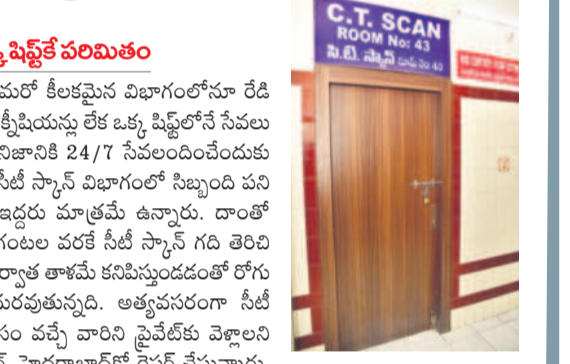 షిఫ్ట్‌కే పరిమితం
మరో కీలకమైన విభాగంలోనూ రేడి
క్నీషియన్లు లేక ఒక్క షిఫ్ట్‌లోనే సేవలు
నిజానికి 24/7 సేవలందించేందుకు
సీటీ స్కాన్ విభాగంలో సిబ్బంది పని
ఇద్దరు మాత్రమే ఉన్నారు. దాంతో
గంటల వరకే సీటీ స్కాన్ గది తెరిచి
ర్వాత తాళమే కనిపిస్తుండడంతో రోగు
దురవుతున్నది. అత్యవసరంగా సీటీ
సం వచ్చే వారిని ప్రైవేట్‌కు వెళ్లాలని
C.T. SCAN
ROOM No: 43
సి.టి. స్కాన్ రూమ్ నం 43